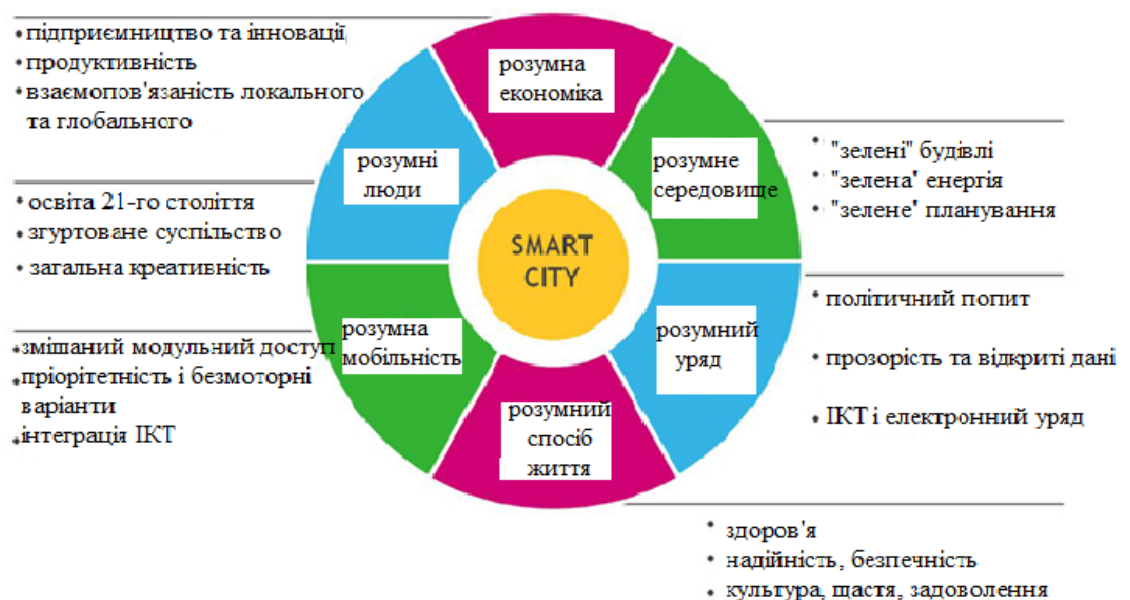 • підприємництво та інновації
• продуктивність
• взаємопов'язаність локального
та глобального
розумна
економіка
• "зелені" будівлі
• "зелена" енергія
• "зелене" планування
розумне
середовище
розумні
люди
• освіта 21-го століття
• згуртоване суспільство
• загальна креативність
SMART
CITY
• політичний попит
• прозорість та відкриті дані
• ІКТ і електронний уряд
розумний
уряд
розумна
мобільність
• змішаний модульний доступ
• пріорітетність і безмоторні
варіанти
• інтеграція ІКТ
розумний
спосіб
життя
• здоров'я
• надійність, безпечність
• культура, щастя, задоволення